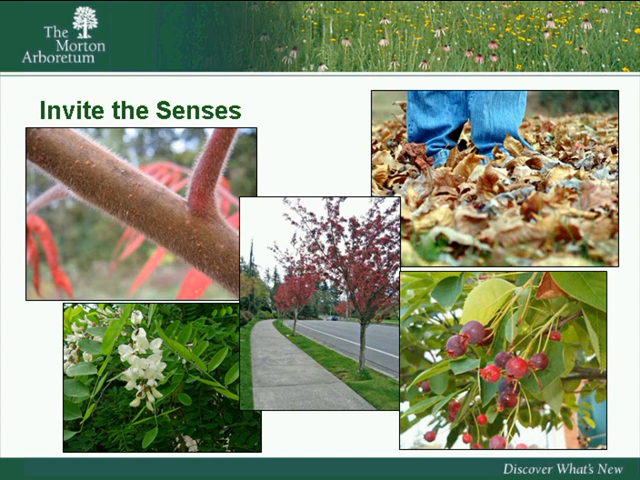 The
Morton
Arboretum
Invite the Senses
Discover What's New